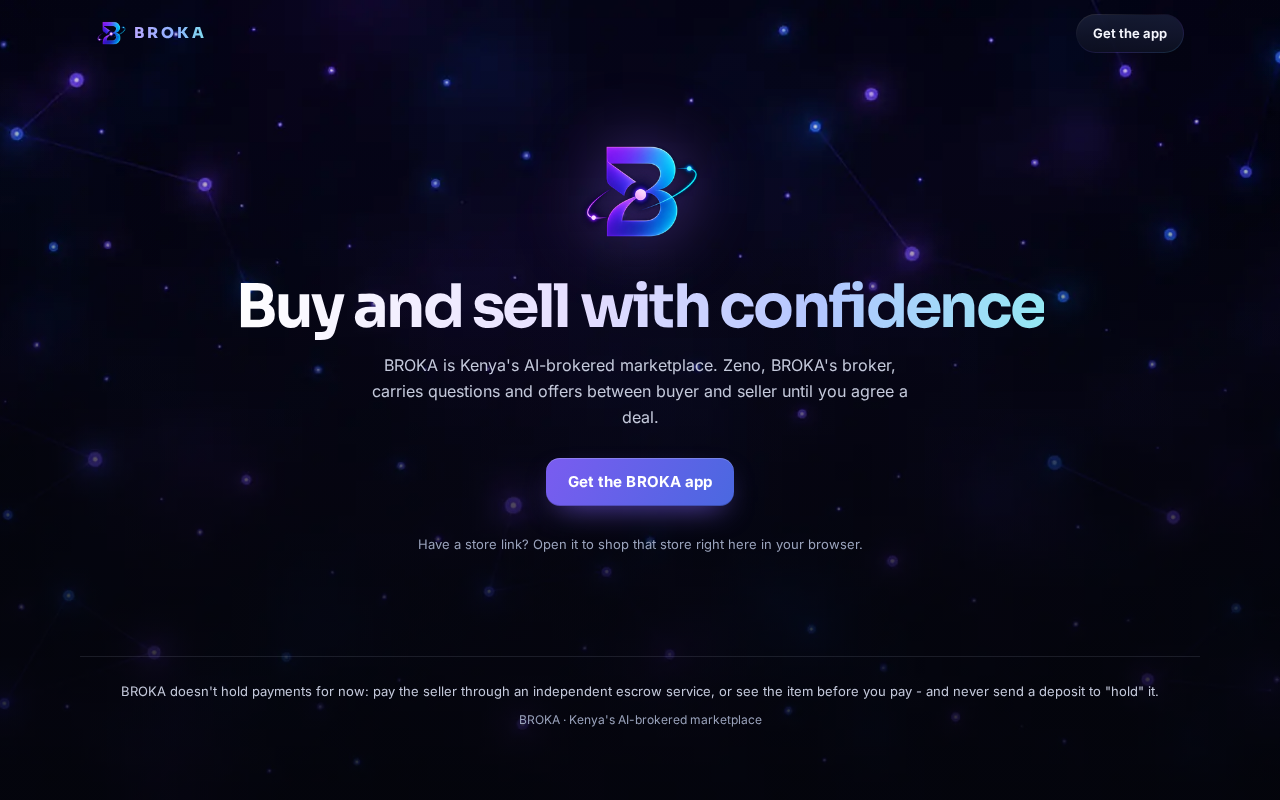 BROKA
Get the app
Buy and sell with confidence
BROKA is Kenya's AI-brokered marketplace. Zeno, BROKA's broker,
carries questions and offers between buyer and seller until you agree a
deal.
Get the BROKA app
Have a store link? Open it to shop that store right here in your browser.
BROKA doesn't hold payments for now: pay the seller through an independent escrow service, or see the item before you pay - and never send a deposit to "hold" it.
BROKA · Kenya's AI-brokered marketplace